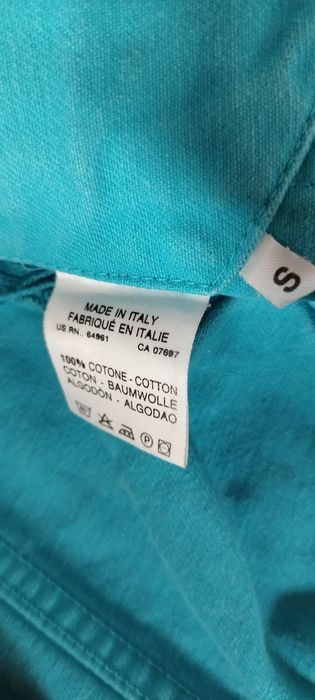 MADE IN ITALY
FABRIQUÉ EN ITALIE
US RN. 64961 CA 07697
100% COTONE - COTTON
COTON - BAUMWOLLE
ALGODÓN - ALGODAO
P
S